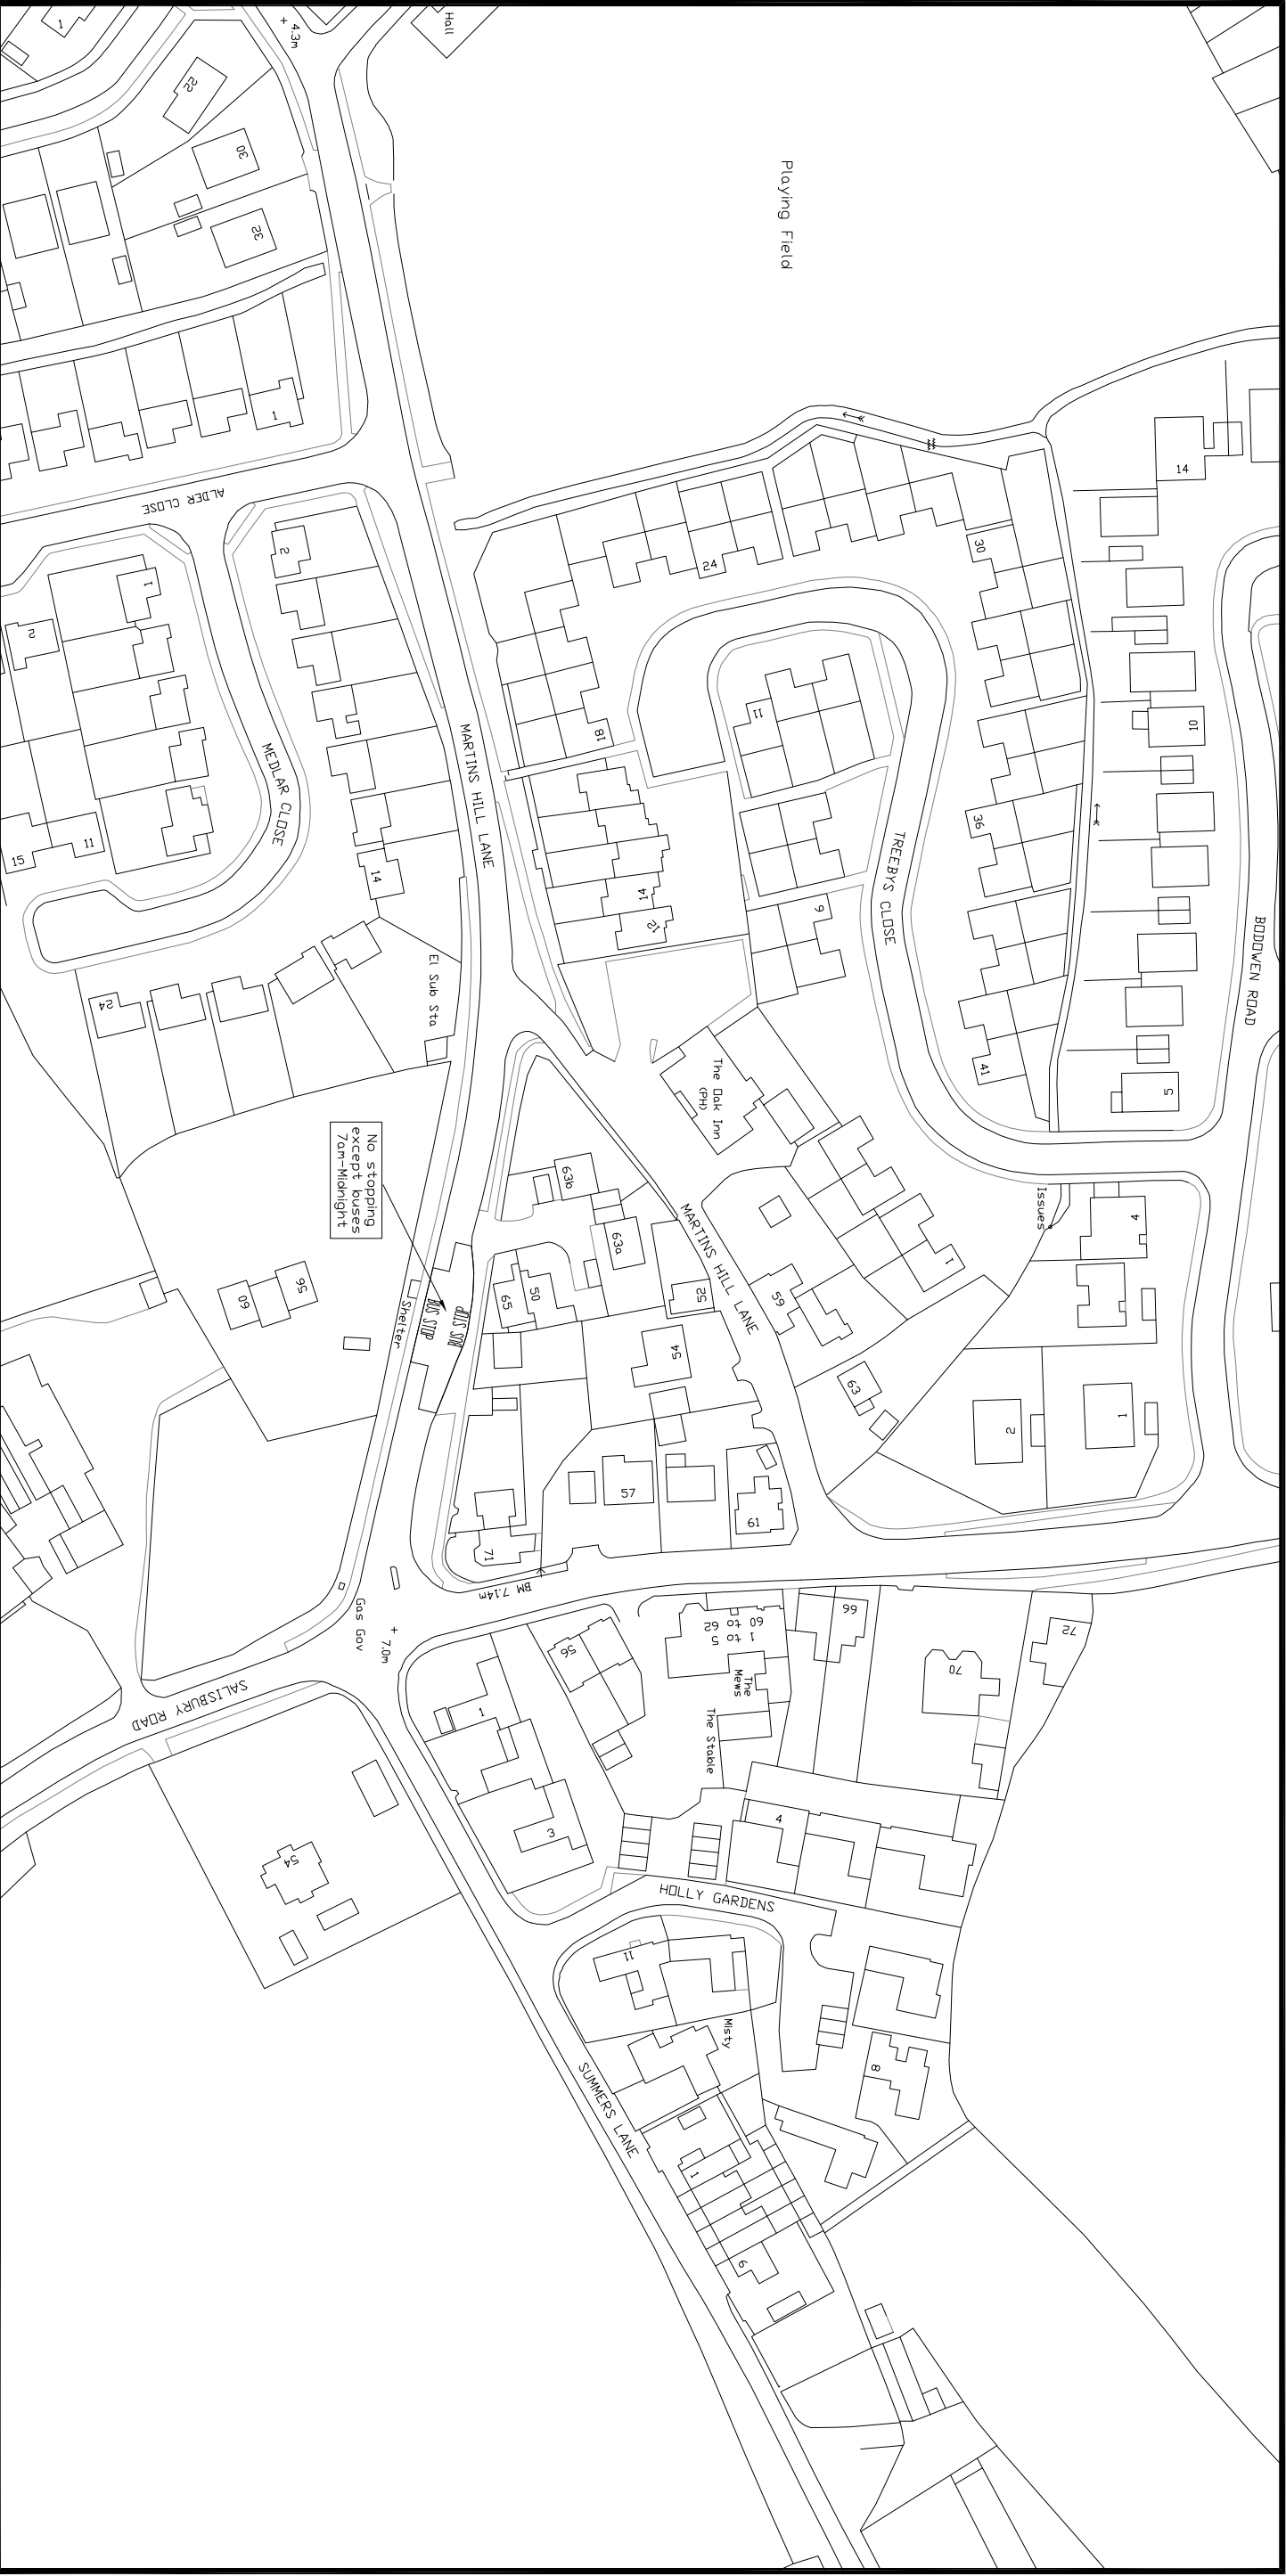 1
+ 4.3m
Hall
22
30
32
Playing Field
1
14
ALDER CLOSE
2
24
30
1
2
18
11
10
MARTINS HILL LANE
MEDLAR CLOSE
36
TREEBYS CLOSE
15
11
14
14
12
9
BODOWEN ROAD
24
El Sub Sta
41
5
The Oak Inn
(PH)
No stopping
except buses
7am-Midnight
63b
63a
MARTINS HILL LANE
Issues
4
1
60
56
Shelter
BUS STOP
BUS STOP
65
50
52
59
54
63
2
1
57
61
71
BM 7.14m
Gas Gov
+ 7.0m
56
1 to 5
60 to 62
The
Mews
The Stable
66
70
72
SALISBURY ROAD
1
3
4
54
HOLLY GARDENS
11
Misty
8
SUMMERS LANE
1
6